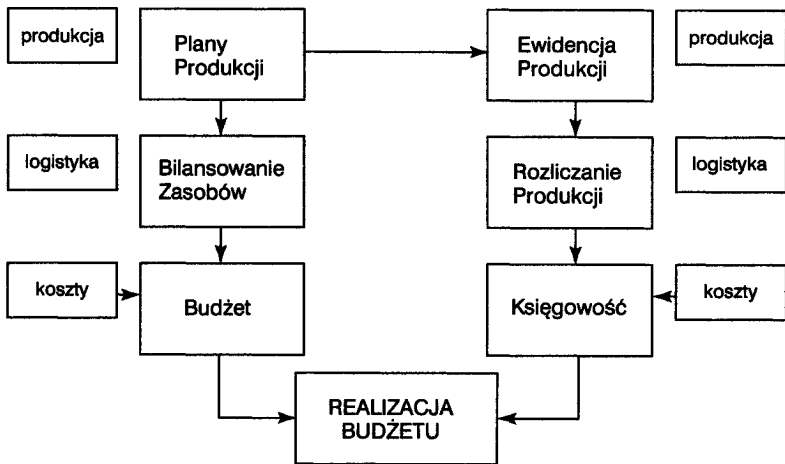 produkcja
Plany
Produkcji
Ewidencja
Produkcji
produkcja
logistyka
Bilansowanie
Zasobów
Rozliczanie
Produkcji
logistyka
koszty
Budżet
Księgowość
koszty
REALIZACJA
BUDŻETU